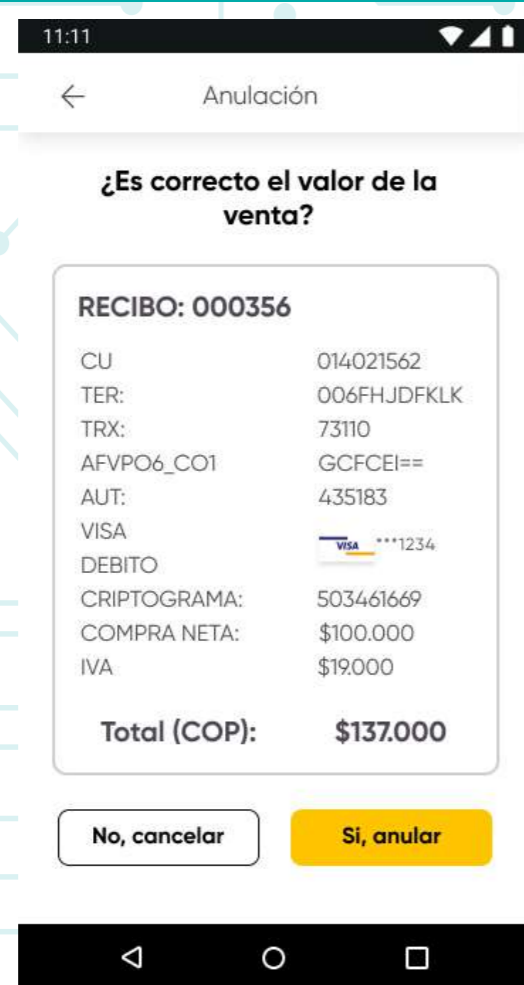 11:11
Anulación
¿Es correcto el valor de la
venta?
RECIBO: 000356
CU 014021562
TER: 006FHJDFKLK
TRX: 73110
AFVPO6_CO1 GCFCEI==
AUT: 435183
VISA VISA ***1234
DEBITO
CRIPTOGRAMA: 503461669
COMPRA NETA: $100.000
IVA $19.000
Total (COP): $137.000
No, cancelar Si, anular